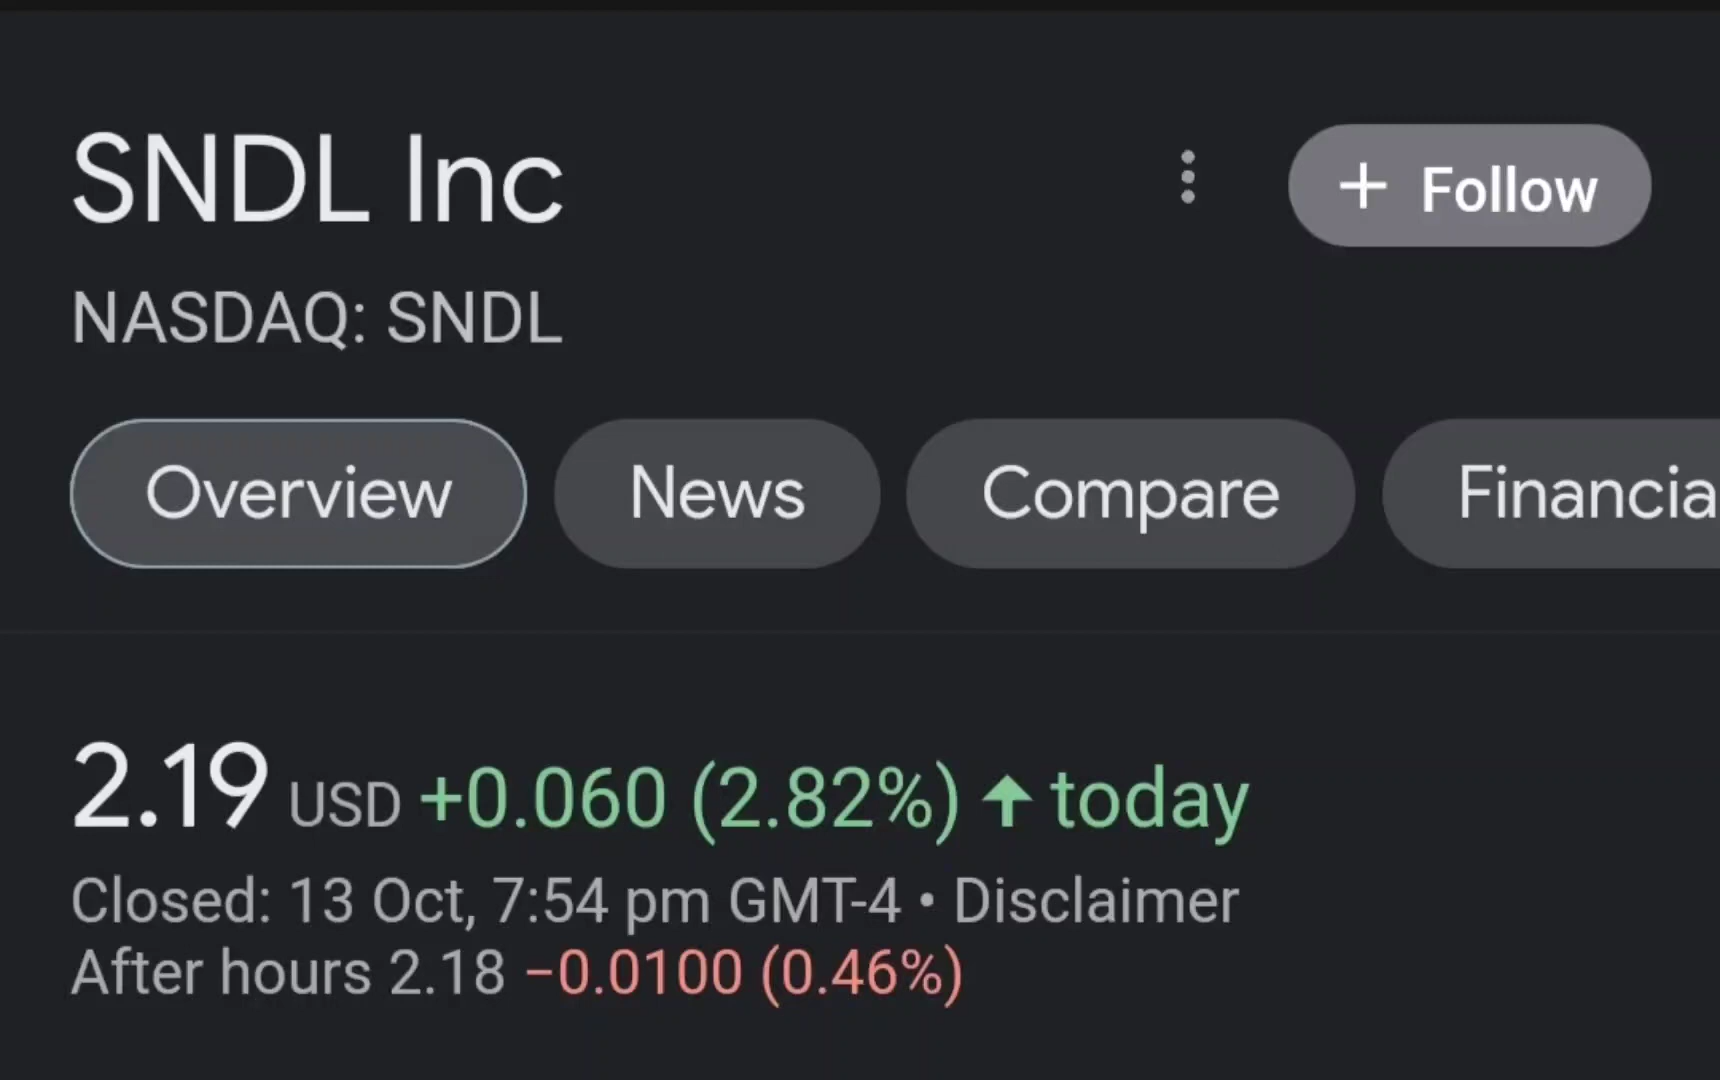 SNDL Inc
+ Follow
NASDAQ: SNDL
Overview News Compare Financia
2.19 USD +0.060 (2.82%) ↑ today
Closed: 13 Oct, 7:54 pm GMT-4 • Disclaimer
After hours 2.18 −0.0100 (0.46%)